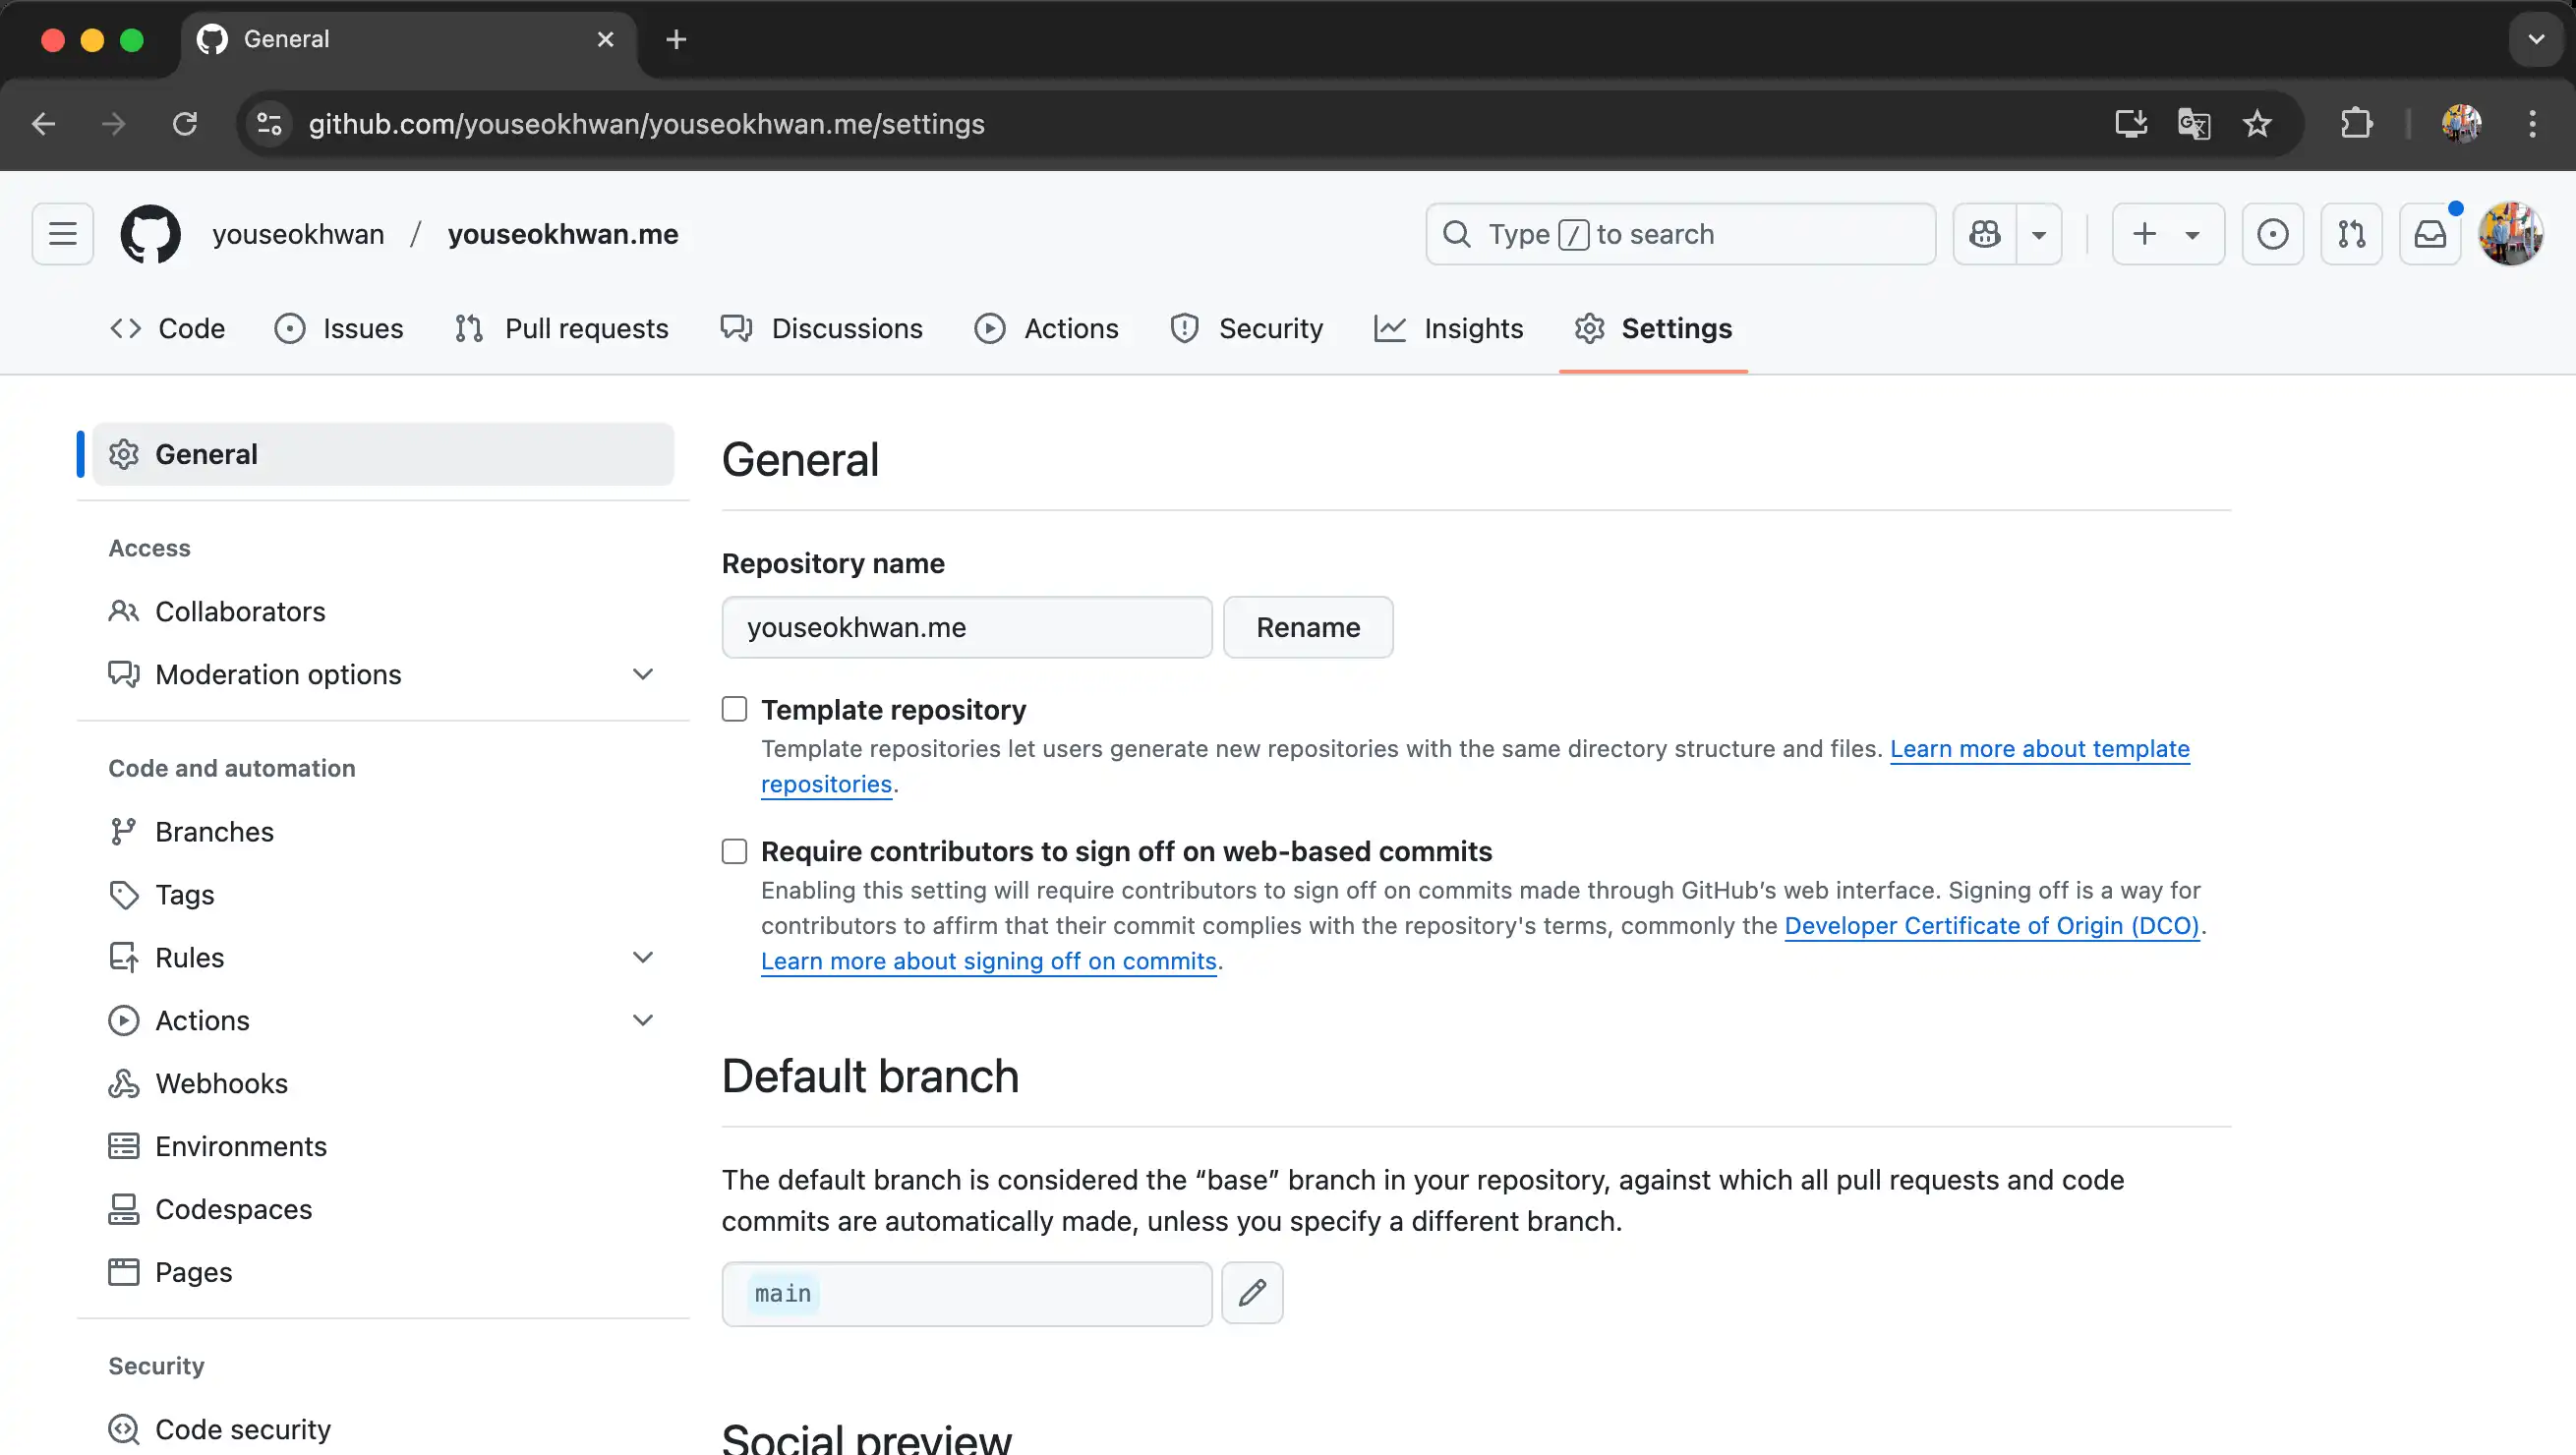 General
github.com/youseokhwan/youseokhwan.me/settings
youseokhwan / youseokhwan.me
Type / to search
Code Issues Pull requests Discussions Actions Security Insights Settings
General
Access
Collaborators
Moderation options
Code and automation
Branches
Tags
Rules
Actions
Webhooks
Environments
Codespaces
Pages
Security
Code security
General
Repository name
youseokhwan.me Rename
Template repository
Template repositories let users generate new repositories with the same directory structure and files. Learn more about template
repositories.
Require contributors to sign off on web-based commits
Enabling this setting will require contributors to sign off on commits made through GitHub’s web interface. Signing off is a way for
contributors to affirm that their commit complies with the repository's terms, commonly the Developer Certificate of Origin (DCO).
Learn more about signing off on commits.
Default branch
The default branch is considered the “base” branch in your repository, against which all pull requests and code
commits are automatically made, unless you specify a different branch.
main
Social preview